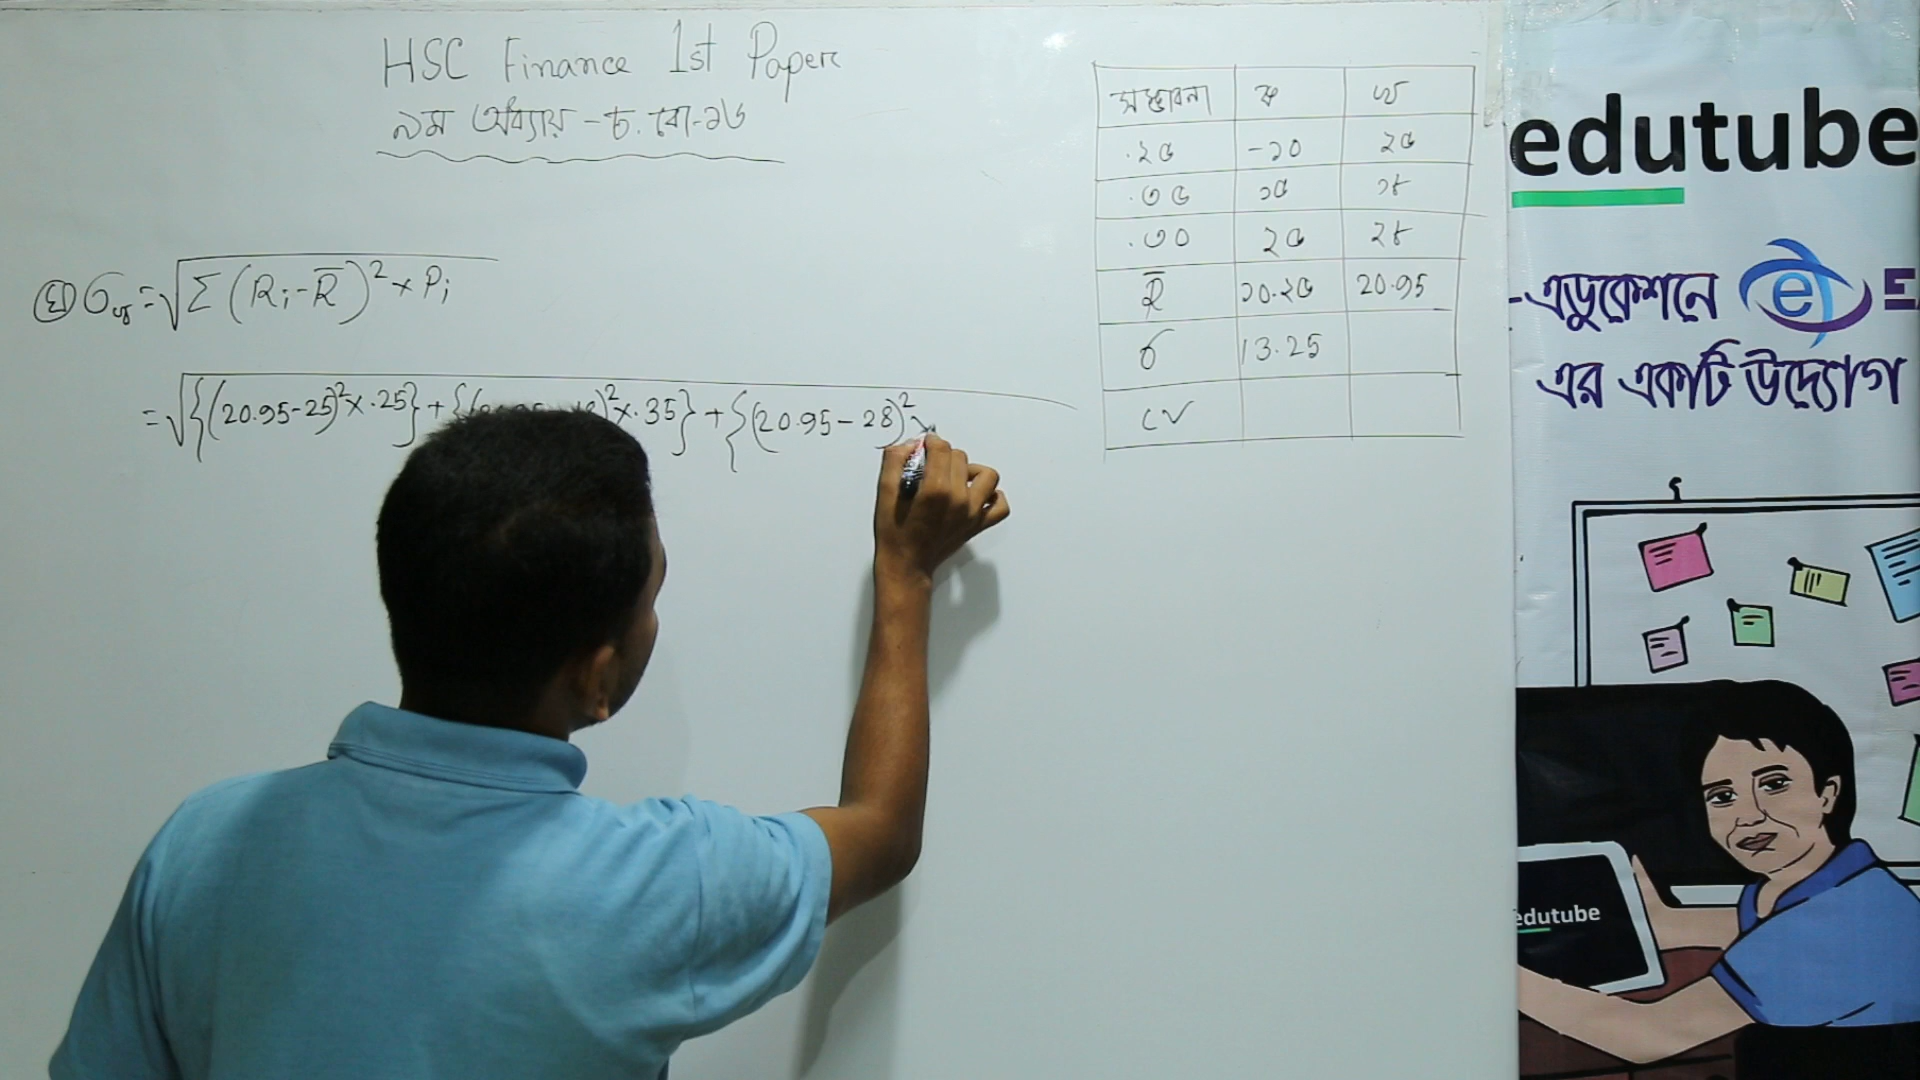 HSC Finance 1st Paper
৯ম অধ্যায় - চ. বো-১৬
ঘ σখ = √Σ (Ri - R̅)² × Pi
= √{(20.95-25)²×.25} + {( )²×.35} + {(20.95-28)²×
সম্ভাবনা ক খ
.২৫ -১০ ২৫
.৩৫ ১৫ ১৮
.৩০ ২৫ ২৮
R̅ ১০.২৫ 20.95
σ 13.25
CV
edutube
-এডুকেশনে e E
এর একটি উদ্যোগ
edutube